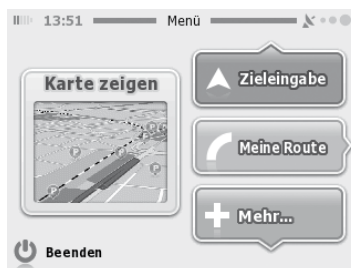 13:51 Menü
Karte zeigen
Zieleingabe
Meine Route
Mehr...
Beenden